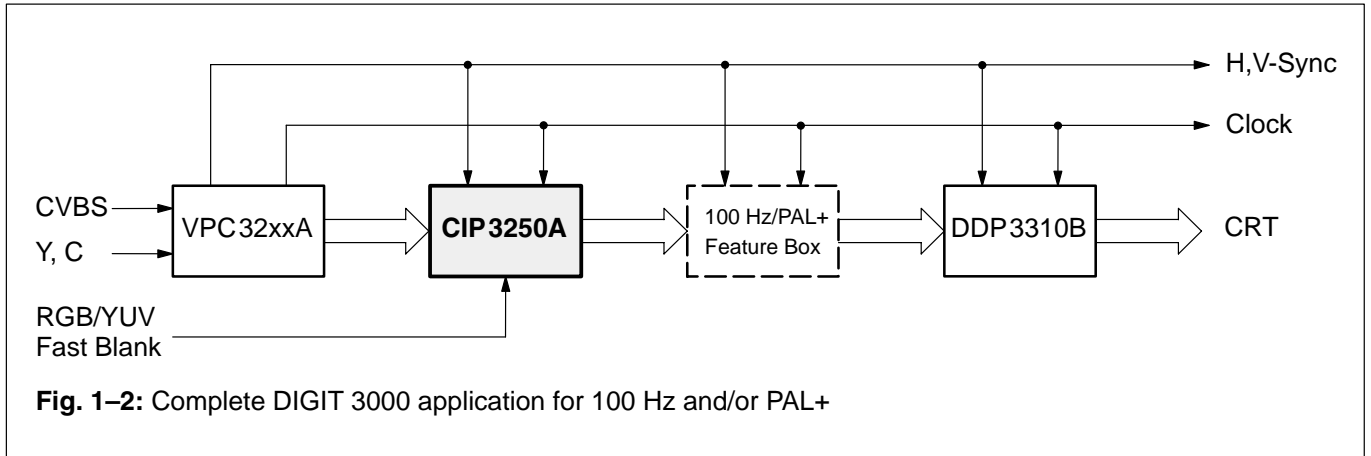 H,V-Sync
Clock
CVBS
Y, C
VPC 32xxA
CIP 3250A
100 Hz/PAL+
Feature Box
DDP 3310B
CRT
RGB/YUV
Fast Blank
Fig. 1–2: Complete DIGIT 3000 application for 100 Hz and/or PAL+